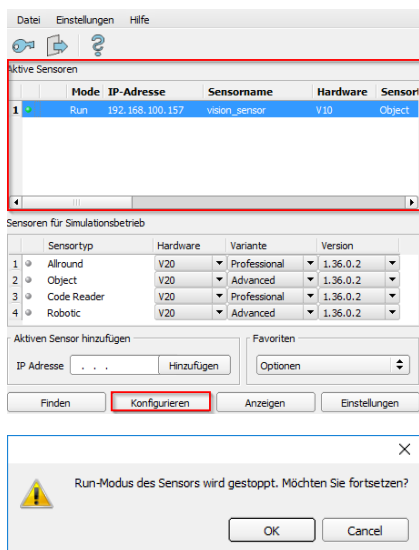 Datei Einstellungen Hilfe
Aktive Sensoren
Mode IP-Adresse Sensorname Hardware Sensort
1 Run 192.168.100.157 vision_sensor V10 Object
Sensoren für Simulationsbetrieb
Sensortyp Hardware Variante Version
1 Allround V20 Professional 1.36.0.2
2 Object V20 Advanced 1.36.0.2
3 Code Reader V20 Professional 1.36.0.2
4 Robotic V20 Advanced 1.36.0.2
Aktiven Sensor hinzufügen Favoriten
IP Adresse . . . Hinzufügen Optionen
Finden Konfigurieren Anzeigen Einstellungen
Run-Modus des Sensors wird gestoppt. Möchten Sie fortsetzen?
OK Cancel